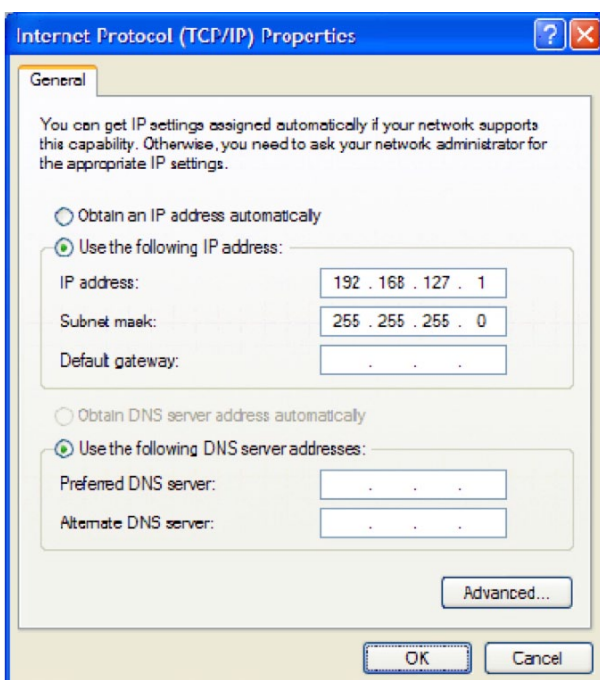 Internet Protocol (TCP/IP) Properties
General
You can get IP settings assigned automatically if your network supports
this capability. Otherwise, you need to ask your network administrator for
the appropriate IP settings.
Obtain an IP address automatically
Use the following IP address:
IP address: 192 . 168 . 127 . 1
Subnet mask: 255 . 255 . 255 . 0
Default gateway: . . .
Obtain DNS server address automatically
Use the following DNS server addresses:
Preferred DNS server: . . .
Alternate DNS server: . . .
Advanced...
OK Cancel